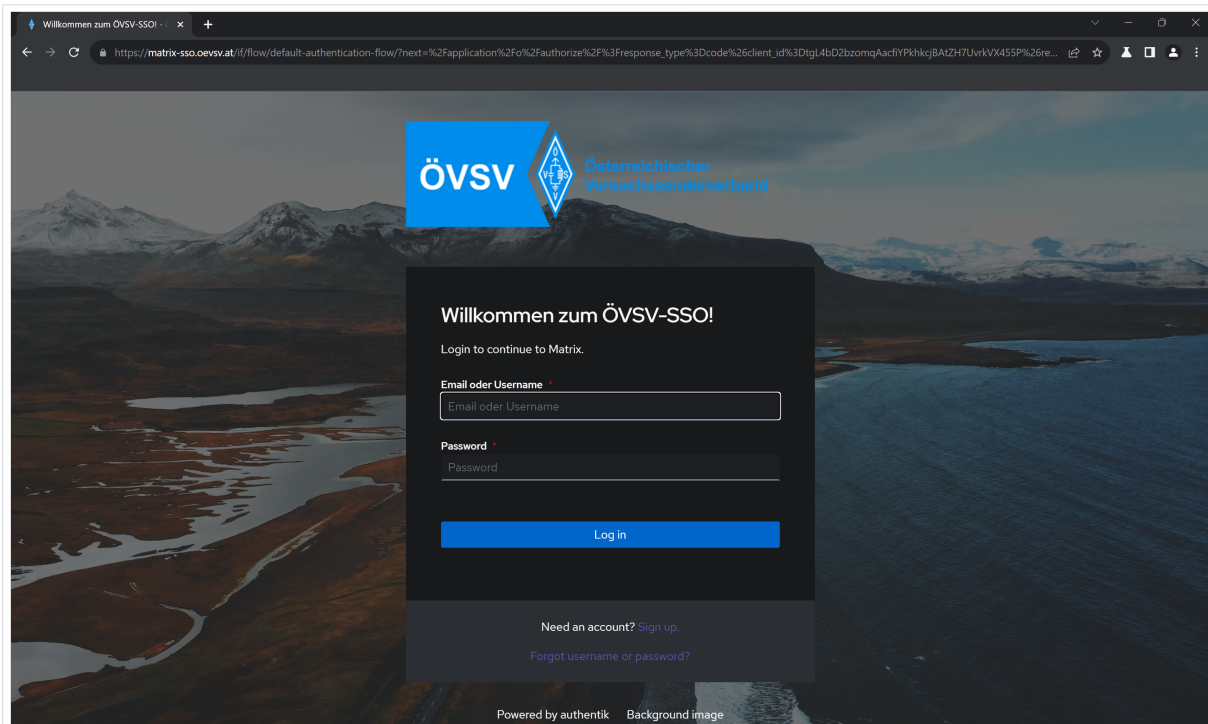 Willkommen zum ÖVSV-SSO! -
https://matrix-sso.oevsv.at/if/flow/default-authentication-flow/?next=%2Fapplication%2Fo%2Fauthorize%2F%3Fresponse_type%3Dcode%26client_id%3DtgL4bD2bzomqAacfiYPkhkcjBAtZH7UvrkVX455P%26re...
ÖVSV
Ö
V S
V
Österreichischer
Versuchssenderverband
Willkommen zum ÖVSV-SSO!
Login to continue to Matrix.
Email oder Username *
Email oder Username
Password *
Password
Log in
Need an account? Sign up.
Forgot username or password?
Powered by authentik Background image